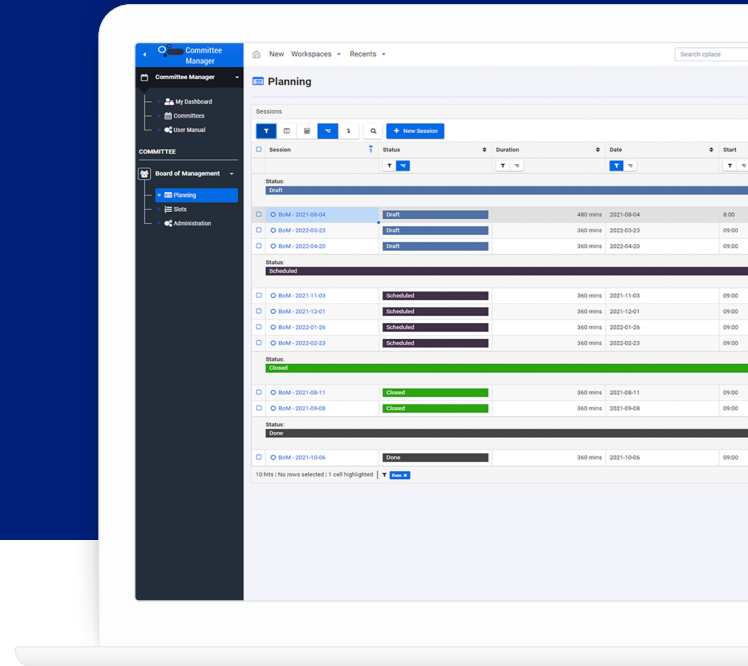 Committee
Manager
New Workspaces Recents
Search cplace
Committee Manager
Planning
My Dashboard
Committees
User Manual
COMMITTEE
Board of Management
Planning
Slots
Administration
Sessions
New Session
Session Status Duration Date Start
Status:
Draft
BoM - 2021-08-04 Draft 480 mins 2021-08-04 8:00
BoM - 2022-03-23 Draft 360 mins 2022-03-23 09:00
BoM - 2022-04-20 Draft 360 mins 2022-04-20 09:00
Status:
Scheduled
BoM - 2021-11-03 Scheduled 360 mins 2021-11-03 09:00
BoM - 2021-12-01 Scheduled 360 mins 2021-12-01 09:00
BoM - 2022-01-26 Scheduled 360 mins 2022-01-26 09:00
BoM - 2022-02-23 Scheduled 360 mins 2022-02-23 09:00
Status:
Closed
BoM - 2021-08-11 Closed 360 mins 2021-08-11 09:00
BoM - 2021-09-08 Closed 360 mins 2021-09-08 09:00
Status:
Done
BoM - 2021-10-06 Done 360 mins 2021-10-06 09:00
10 hits | No rows selected | 1 cell highlighted | Date